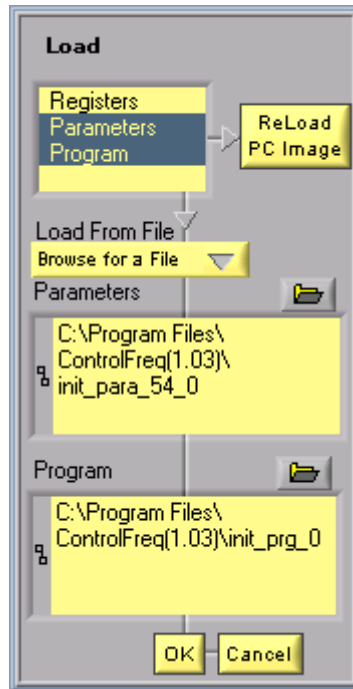 Load
Registers
Parameters
Program
ReLoad
PC Image
Load From File
Browse for a File
Parameters
C:\Program Files\
ControlFreq(1.03)\
init_para_54_0
Program
C:\Program Files\
ControlFreq(1.03)\init_prg_0
OK
Cancel